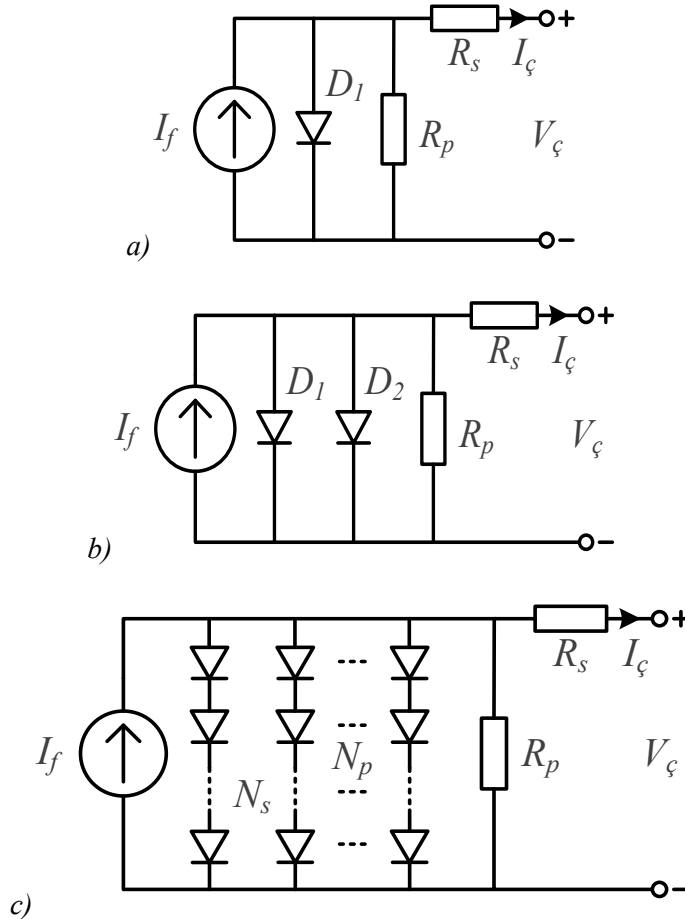 I_f D_1 R_p R_s I_ç + V_ç −
a)
I_f D_1 D_2 R_p R_s I_ç + V_ç −
b)
I_f N_s N_p R_p R_s I_ç + V_ç −
c)